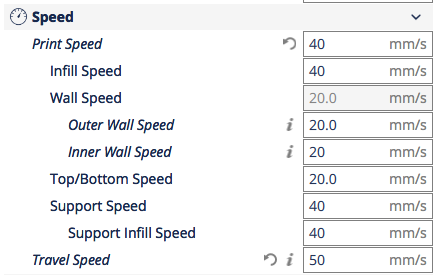 Speed
Print Speed 40 mm/s
Infill Speed 40 mm/s
Wall Speed 20.0 mm/s
Outer Wall Speed i 20.0 mm/s
Inner Wall Speed i 20 mm/s
Top/Bottom Speed 20.0 mm/s
Support Speed 40 mm/s
Support Infill Speed 40 mm/s
Travel Speed i 50 mm/s